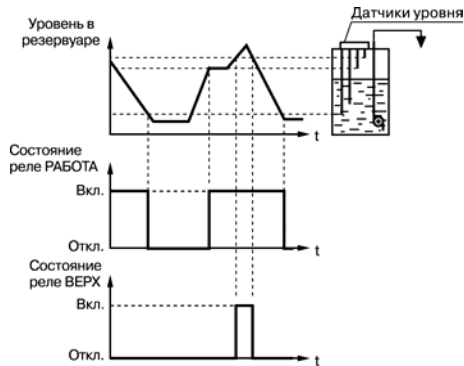 Уровень в
резервуаре
Датчики уровня
t
Состояние
реле РАБОТА
Вкл.
Откл.
t
Состояние
реле ВЕРХ
Вкл.
Откл.
t